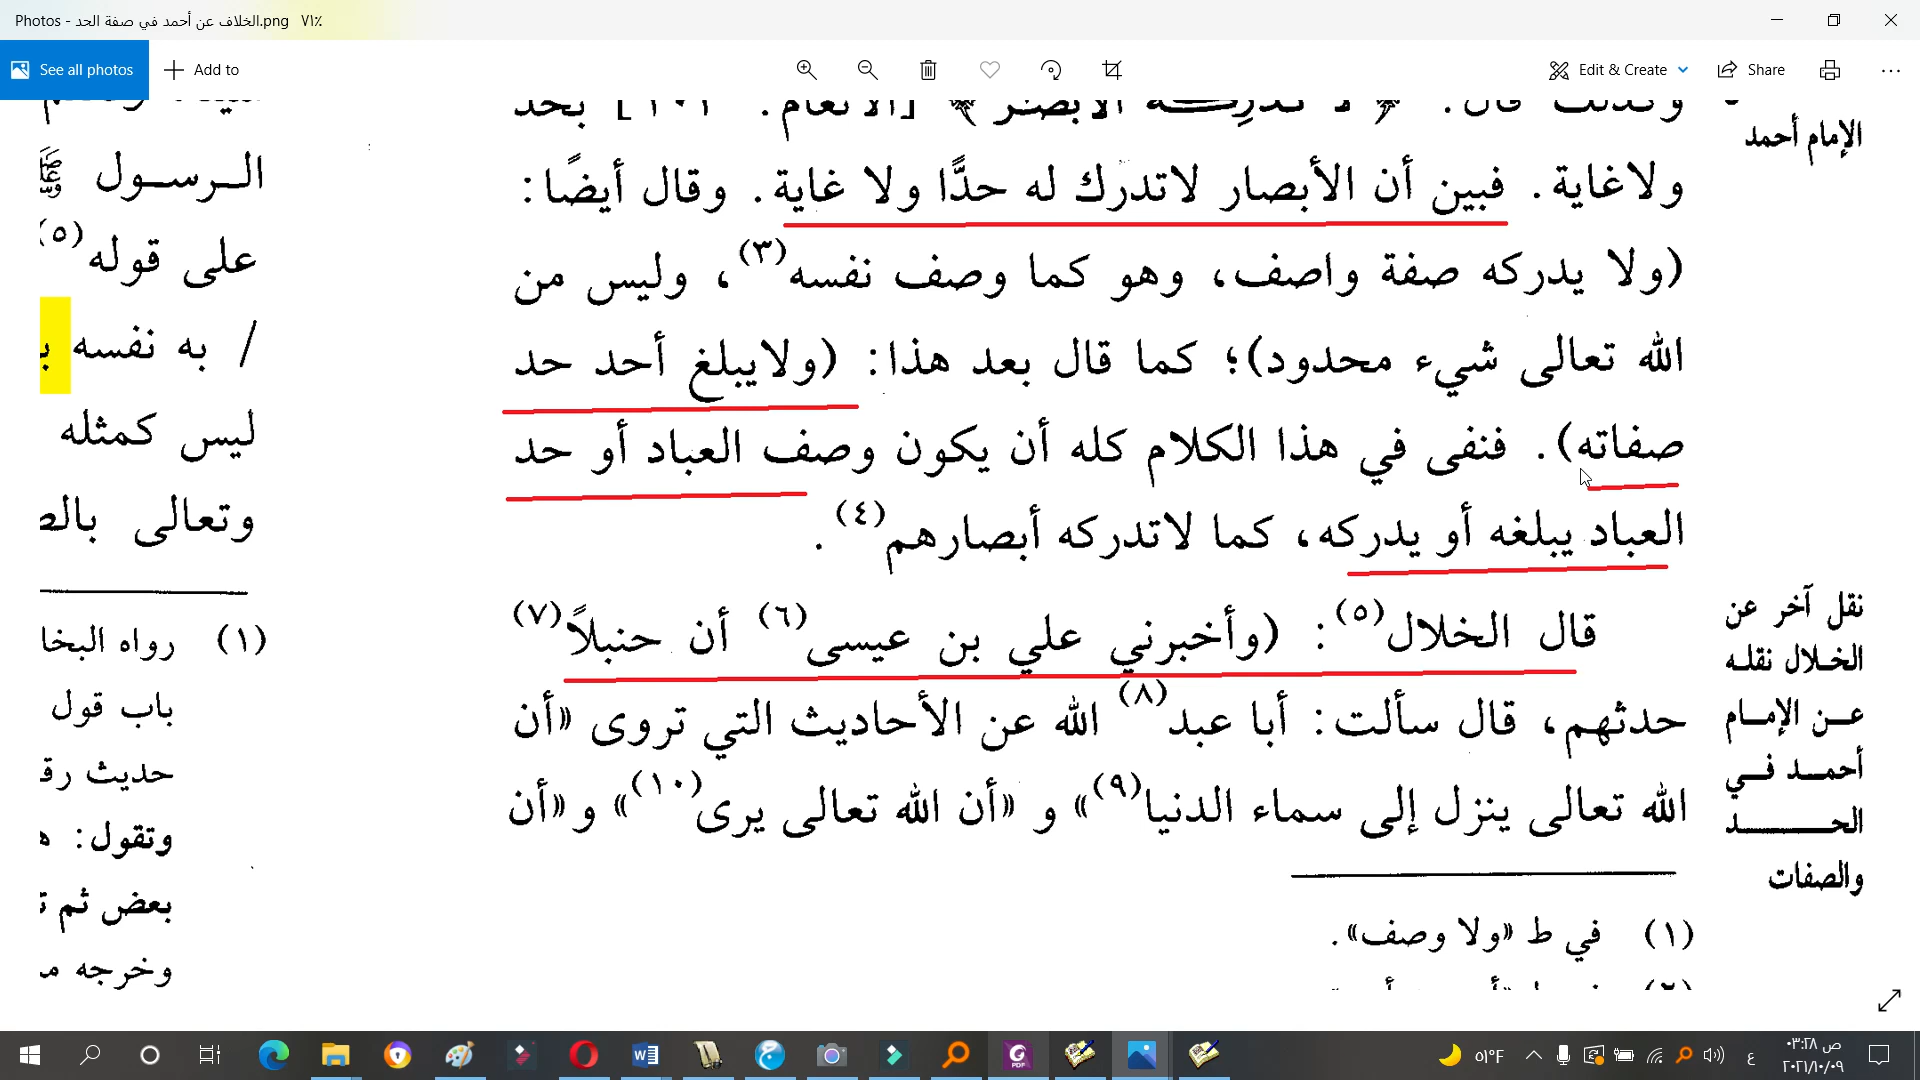 Photos - الخلاف عن أحمد في صفة الحد.png ٧١٪
See all photos
Add to
Edit & Create
Share
الإمام أحمد
ولاغاية. فبين أن الأبصار لاتدرك له حدًّا ولا غاية. وقال أيضًا:
(ولا يدركه صفة واصف، وهو كما وصف نفسه(٣)، وليس من
الله تعالى شيء محدود)؛ كما قال بعد هذا: (ولايبلغ أحد حد
صفاته). فنفى في هذا الكلام كله أن يكون وصف العباد أو حد
العباد يبلغه أو يدركه، كما لاتدركه أبصارهم(٤).
قال الخلال(٥): (وأخبرني علي بن عيسى(٦) أن حنبلاً(٧)
حدثهم، قال سألت: أبا عبد(٨) الله عن الأحاديث التي تروى «أن
الله تعالى ينزل إلى سماء الدنيا(٩)» و «أن الله تعالى يرى(١٠)» و«أن
نقل آخر عن
الخلال نقله
عن الإمام
أحمد في
الحد
والصفات
(١) في ط «ولا وصف».
الرسول ﷺ
على قوله(٥)
/ به نفسه
ليس كمثله
وتعالى
(١) رواه
باب قول
حديث
وتقول:
بعض ثم
وخرجه
٥١°F
ع
٠٣:٢٨ ص
٢٠٢١/١٠/٠٩